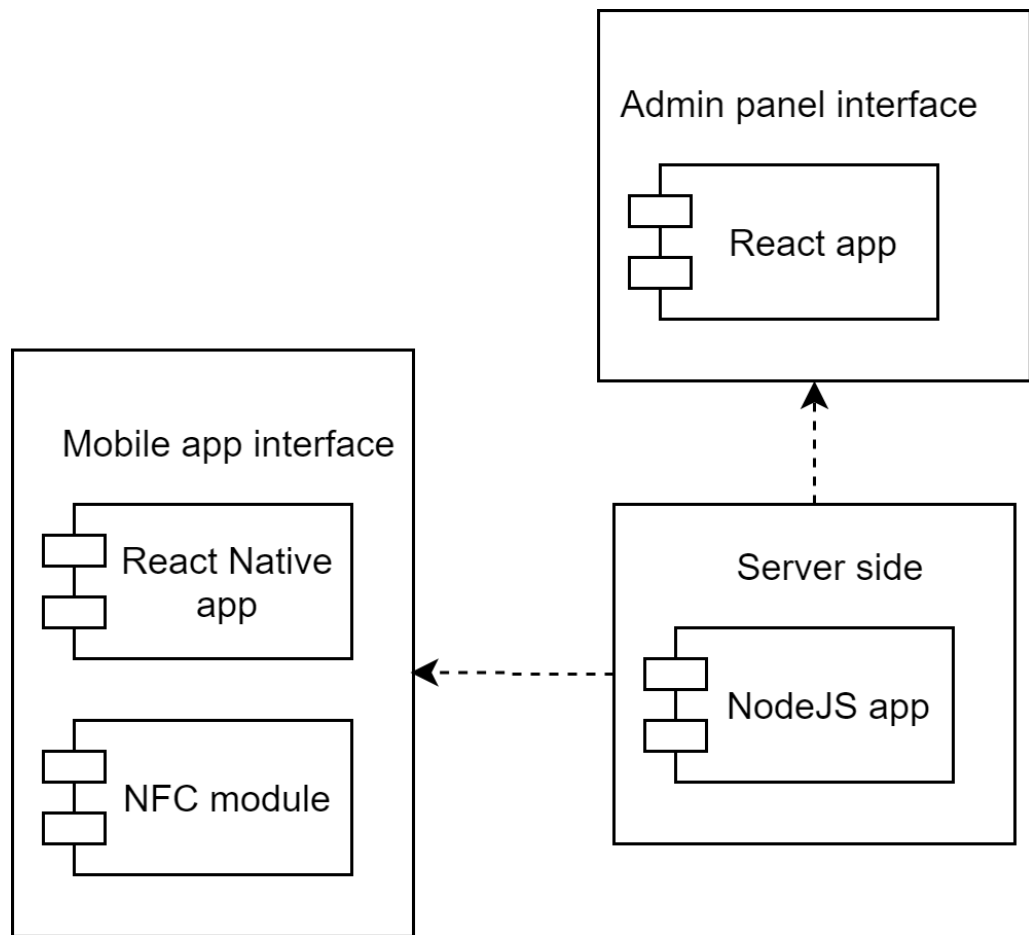 Admin panel interface
React app
Mobile app interface
React Native
app
NFC module
Server side
NodeJS app